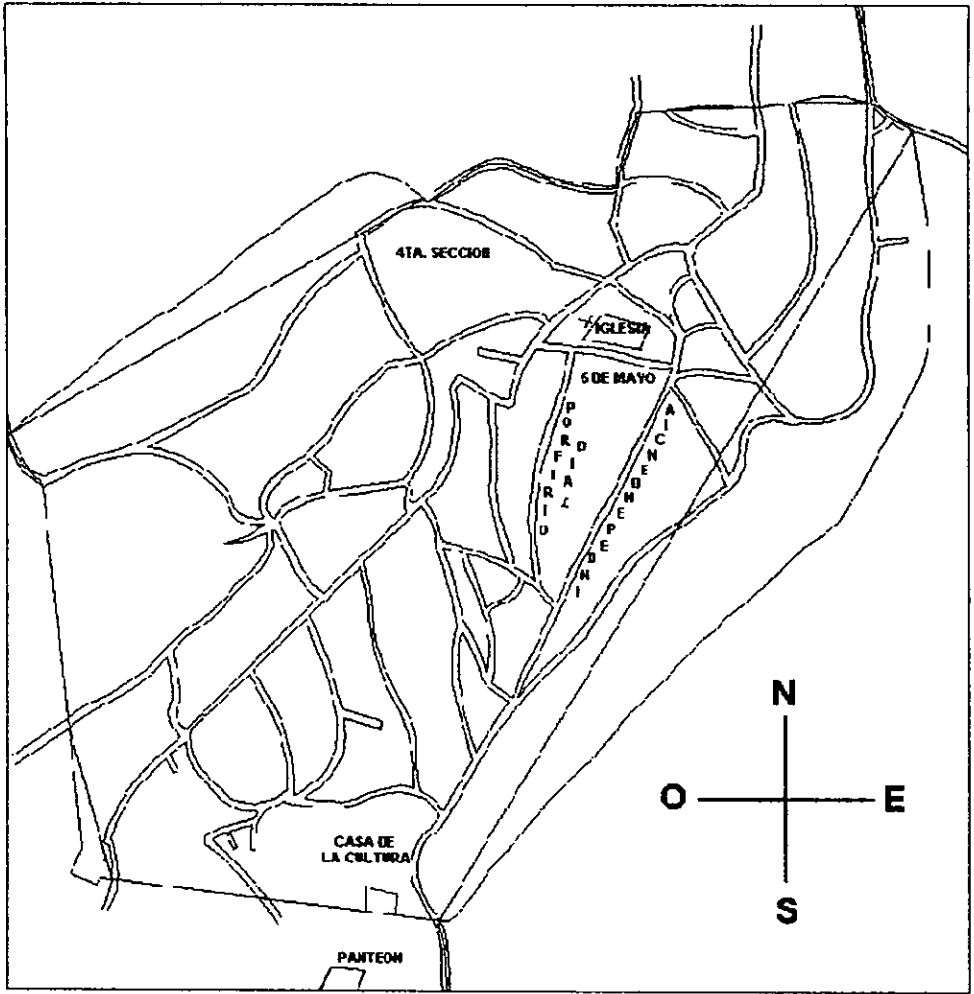 4TA. SECCION
IGLESIA
5 DE MAYO
PORFIRIO
DIAZ
INDEPENDENCIA
N
O
E
S
CASA DE
LA CULTURA
PANTEON